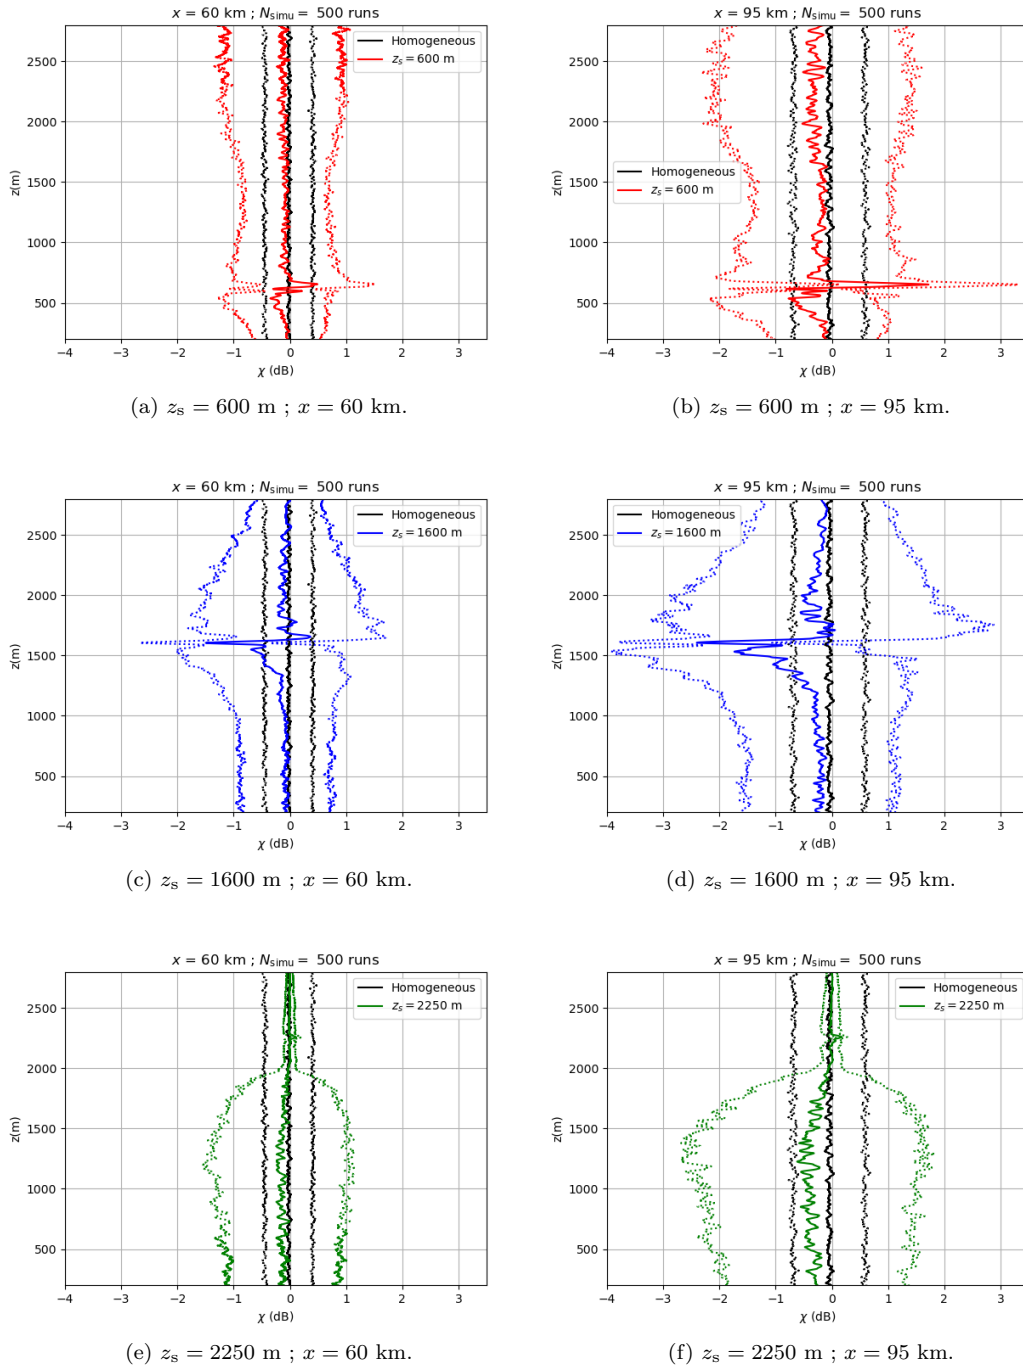 x = 60 km ; N_simu = 500 runs
Homogeneous
z_s = 600 m
z(m)
2500
2000
1500
1000
500
−4 −3 −2 −1 0 1 2 3
χ (dB)
(a) z_s = 600 m ; x = 60 km.
x = 95 km ; N_simu = 500 runs
Homogeneous
z_s = 600 m
z(m)
2500
2000
1500
1000
500
−4 −3 −2 −1 0 1 2 3
χ (dB)
(b) z_s = 600 m ; x = 95 km.
x = 60 km ; N_simu = 500 runs
Homogeneous
z_s = 1600 m
z(m)
2500
2000
1500
1000
500
−4 −3 −2 −1 0 1 2 3
χ (dB)
(c) z_s = 1600 m ; x = 60 km.
x = 95 km ; N_simu = 500 runs
Homogeneous
z_s = 1600 m
z(m)
2500
2000
1500
1000
500
−4 −3 −2 −1 0 1 2 3
χ (dB)
(d) z_s = 1600 m ; x = 95 km.
x = 60 km ; N_simu = 500 runs
Homogeneous
z_s = 2250 m
z(m)
2500
2000
1500
1000
500
−4 −3 −2 −1 0 1 2 3
χ (dB)
(e) z_s = 2250 m ; x = 60 km.
x = 95 km ; N_simu = 500 runs
Homogeneous
z_s = 2250 m
z(m)
2500
2000
1500
1000
500
−4 −3 −2 −1 0 1 2 3
χ (dB)
(f) z_s = 2250 m ; x = 95 km.